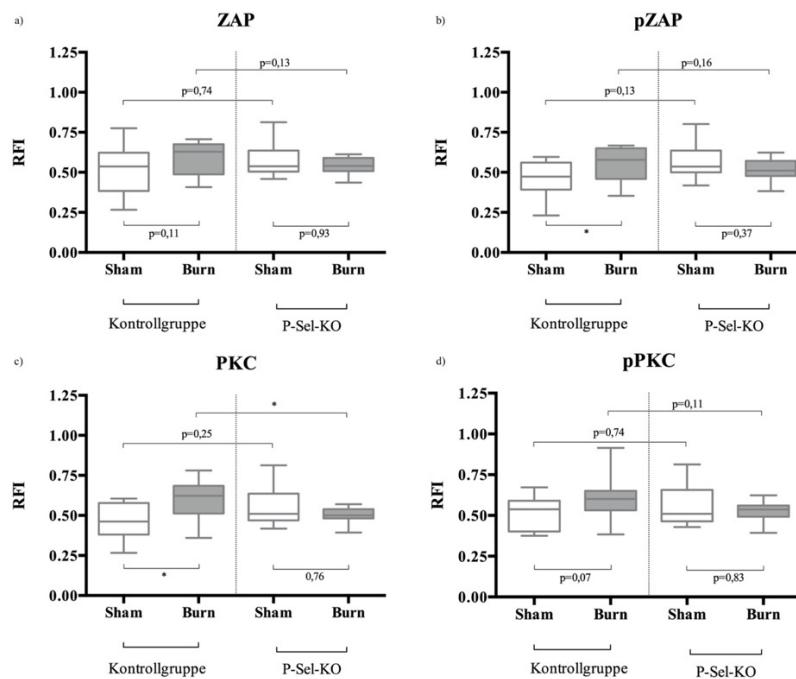 a)
ZAP
RFI
1.25
1.00
0.75
0.50
0.25
0.00
p=0,13
p=0,74
p=0,11
p=0,93
Sham Burn Sham Burn
Kontrollgruppe P-Sel-KO
b)
pZAP
RFI
1.25
1.00
0.75
0.50
0.25
0.00
p=0,16
p=0,13
*
p=0,37
Sham Burn Sham Burn
Kontrollgruppe P-Sel-KO
c)
PKC
RFI
1.25
1.00
0.75
0.50
0.25
0.00
*
p=0,25
*
0,76
Sham Burn Sham Burn
Kontrollgruppe P-Sel-KO
d)
pPKC
RFI
1.25
1.00
0.75
0.50
0.25
0.00
p=0,11
p=0,74
p=0,07
p=0,83
Sham Burn Sham Burn
Kontrollgruppe P-Sel-KO